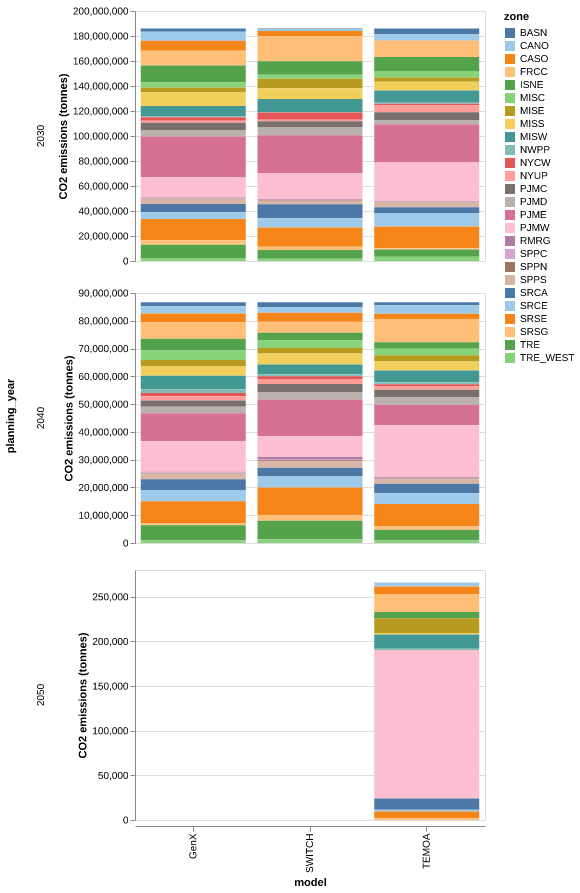 200,000,000
180,000,000
160,000,000
140,000,000
120,000,000
100,000,000
80,000,000
60,000,000
40,000,000
20,000,000
0
CO2 emissions (tonnes)
2030
90,000,000
80,000,000
70,000,000
60,000,000
50,000,000
40,000,000
30,000,000
20,000,000
10,000,000
0
CO2 emissions (tonnes)
2040
planning_year
250,000,000
200,000,000
150,000,000
100,000,000
50,000,000
0
CO2 emissions (tonnes)
2050
GenX
SWITCH
TEMOA
model
zone
BASN
CANO
CASO
FRCC
ISNE
MISC
MISE
MISS
MISW
NWPP
NYCW
NYUP
PJMC
PJMD
PJME
PJMW
RMRG
SPPC
SPPN
SPPS
SRCA
SRCE
SRSE
SRSG
TRE
TRE_WEST